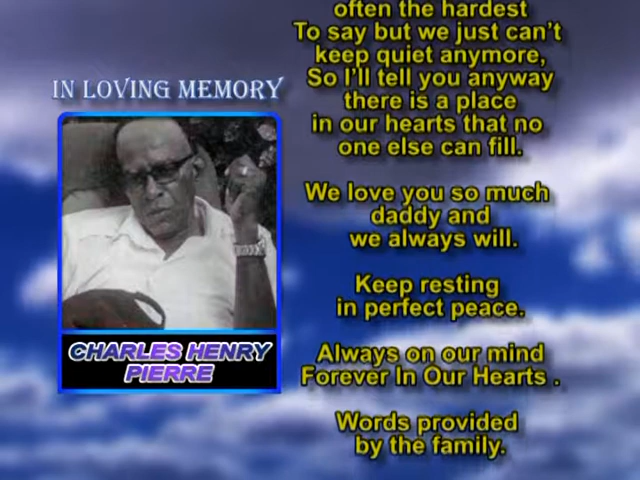 IN LOVING MEMORY
CHARLES HENRY
PIERRE
often the hardest
To say but we just can't
keep quiet anymore,
So I'll tell you anyway
there is a place
in our hearts that no
one else can fill.
We love you so much
daddy and
we always will.
Keep resting
in perfect peace.
Always on our mind
Forever In Our Hearts .
Words provided
by the family.